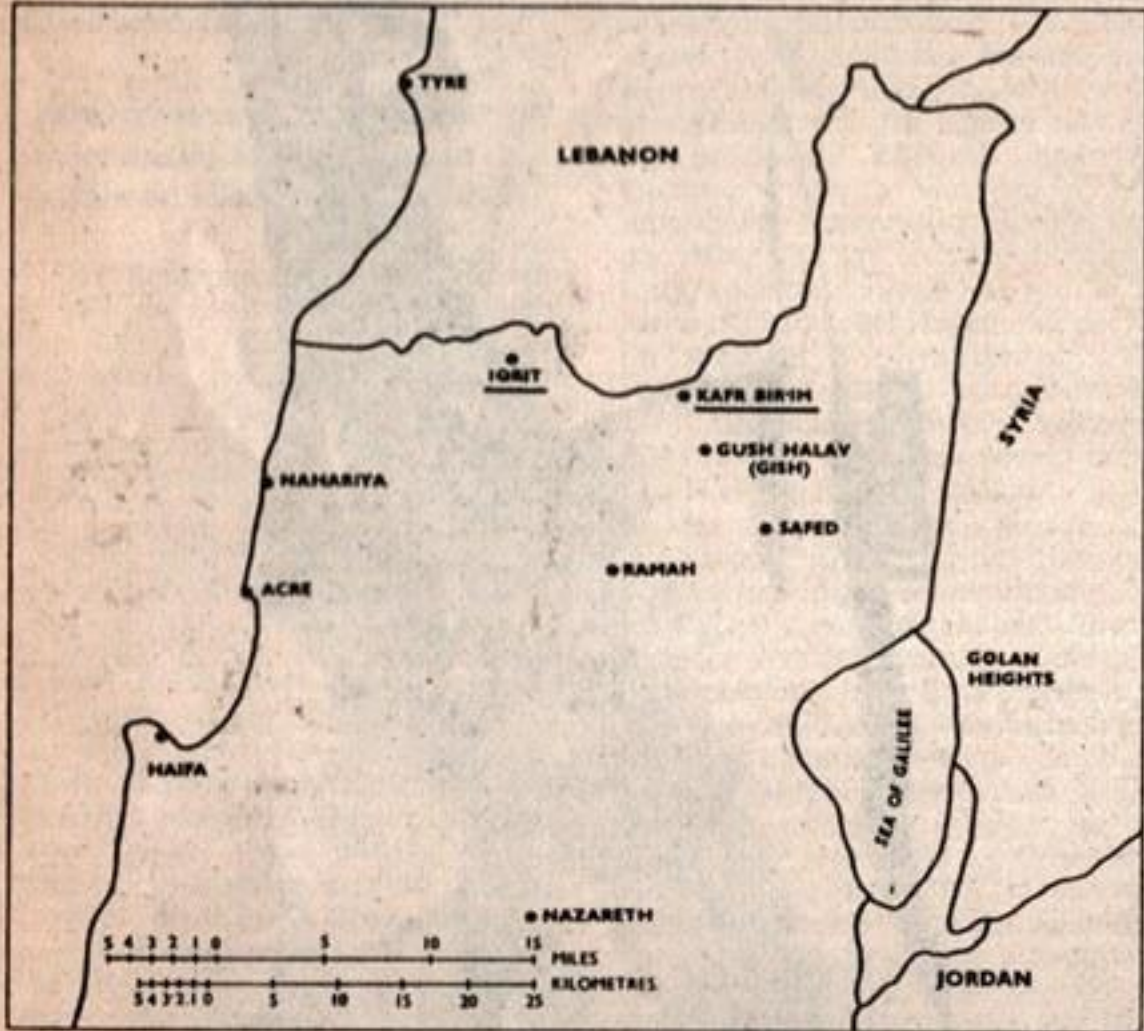 TYRE
LEBANON
IQRIT
KAFR BIR'IM
SYRIA
GUSH HALAV
(GISH)
NAHARIYA
SAFED
RAMAH
ACRE
GOLAN
HEIGHTS
SEA OF GALILEE
HAIFA
NAZARETH
5 4 3 2 1 0 5 10 15
MILES
KILOMETRES
5 4 3 2 1 0 5 10 15 20 25
JORDAN